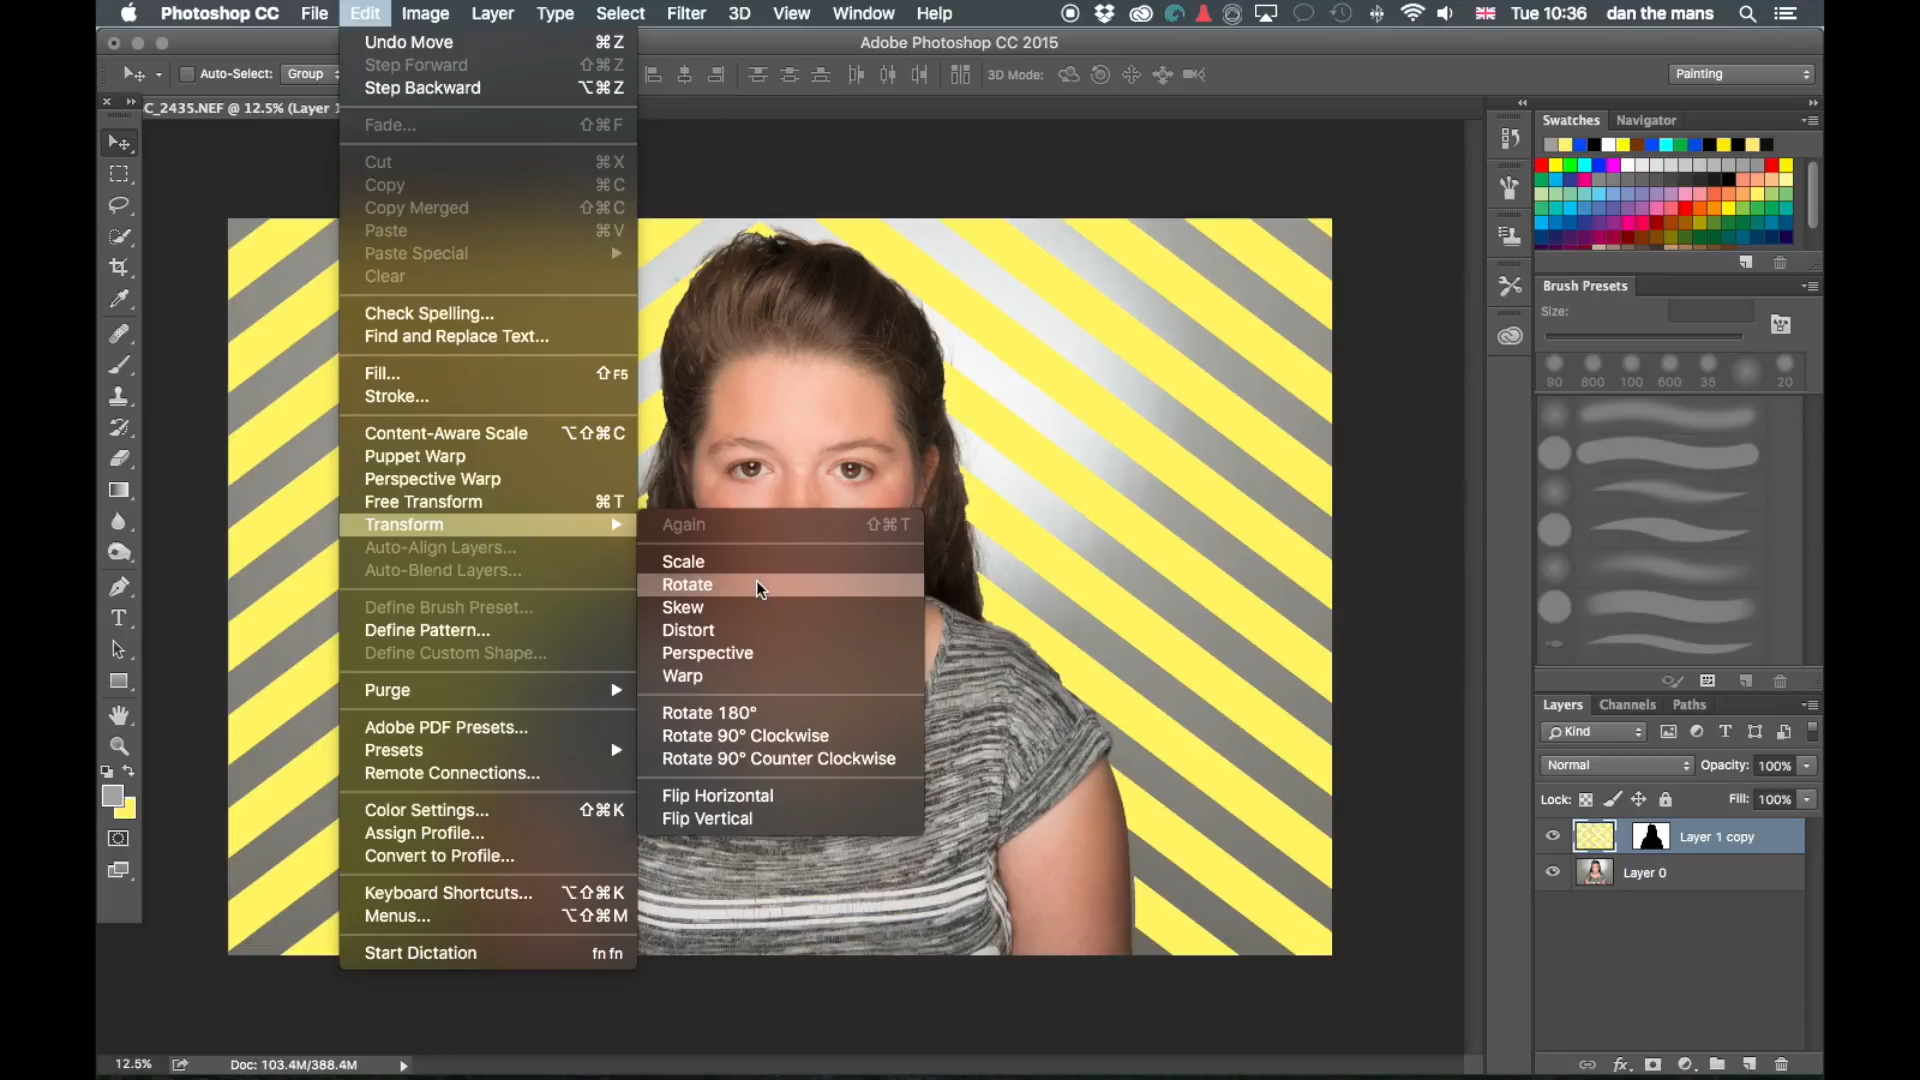 Photoshop CC File Edit Image Layer Type Select Filter 3D View Window Help Tue 10:36 dan the mans
Adobe Photoshop CC 2015
Auto-Select: Group 3D Mode: Painting
C_2435.NEF @ 12.5% (Layer 1
Undo Move ⌘Z
Step Forward ⇧⌘Z
Step Backward ⌥⌘Z
Fade... ⇧⌘F
Cut ⌘X
Copy ⌘C
Copy Merged ⇧⌘C
Paste ⌘V
Paste Special
Clear
Check Spelling...
Find and Replace Text...
Fill... ⇧F5
Stroke...
Content-Aware Scale ⌥⇧⌘C
Puppet Warp
Perspective Warp
Free Transform ⌘T
Transform
Auto-Align Layers...
Auto-Blend Layers...
Define Brush Preset...
Define Pattern...
Define Custom Shape...
Purge
Adobe PDF Presets...
Presets
Remote Connections...
Color Settings... ⇧⌘K
Assign Profile...
Convert to Profile...
Keyboard Shortcuts... ⌥⇧⌘K
Menus... ⌥⇧⌘M
Start Dictation fn fn
Again ⇧⌘T
Scale
Rotate
Skew
Distort
Perspective
Warp
Rotate 180°
Rotate 90° Clockwise
Rotate 90° Counter Clockwise
Flip Horizontal
Flip Vertical
Swatches Navigator
Brush Presets
Size:
90 800 100 600 35 20
Layers Channels Paths
Kind
Normal Opacity: 100%
Lock: Fill: 100%
Layer 1 copy
Layer 0
12.5% Doc: 103.4M/388.4M